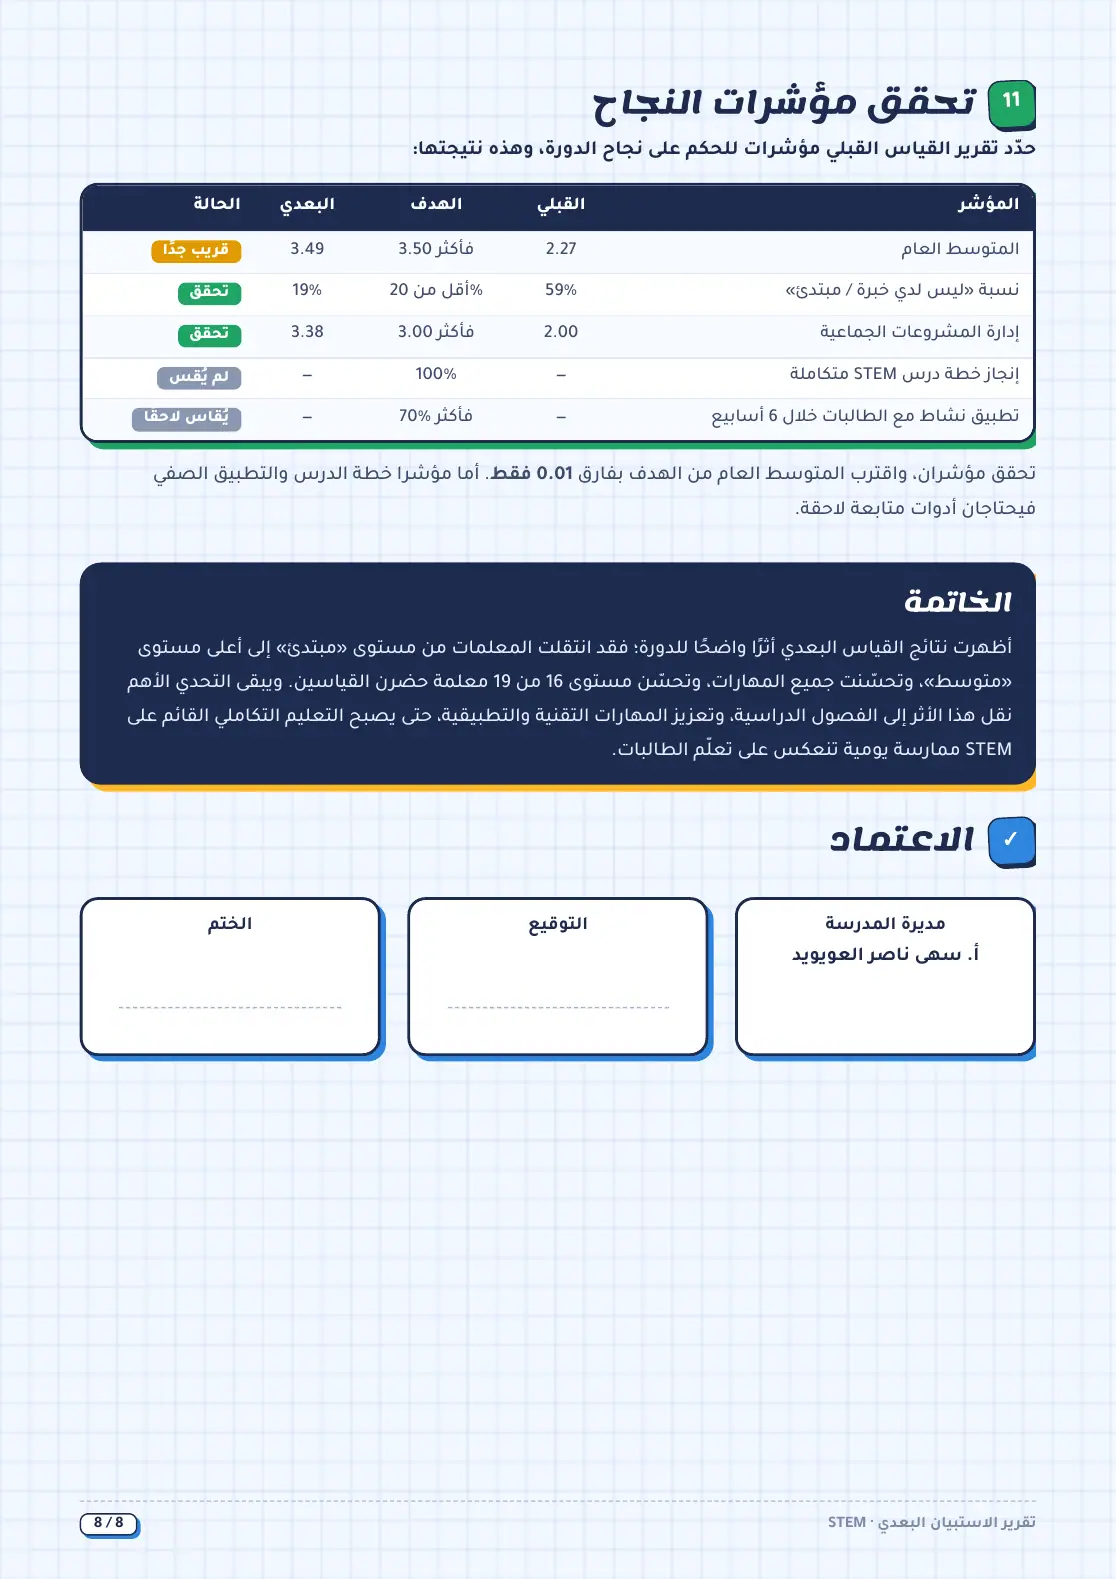 11 تحقق مؤشرات النجاح
حدّد تقرير القياس القبلي مؤشرات للحكم على نجاح الدورة، وهذه نتيجتها:
المؤشر القبلي الهدف البعدي الحالة
المتوسط العام 2.27 3.50 فأكثر 3.49 قريب جدًا
نسبة «ليس لدي خبرة / مبتدئ» 59% أقل من 20% 19% تحقق
إدارة المشروعات الجماعية 2.00 3.00 فأكثر 3.38 تحقق
إنجاز خطة درس STEM متكاملة – 100% – لم يُقس
تطبيق نشاط مع الطالبات خلال 6 أسابيع – 70% فأكثر – يُقاس لاحقًا
تحقق مؤشران، واقترب المتوسط العام من الهدف بفارق 0.01 فقط. أما مؤشرا خطة الدرس والتطبيق الصفي
فيحتاجان أدوات متابعة لاحقة.
الخاتمة
أظهرت نتائج القياس البعدي أثرًا واضحًا للدورة؛ فقد انتقلت المعلمات من مستوى «مبتدئ» إلى أعلى مستوى
«متوسط»، وتحسّنت جميع المهارات، وتحسّن مستوى 16 من 19 معلمة حضرن القياسين. ويبقى التحدي الأهم
نقل هذا الأثر إلى الفصول الدراسية، وتعزيز المهارات التقنية والتطبيقية، حتى يصبح التعليم التكاملي القائم على
STEM ممارسة يومية تنعكس على تعلّم الطالبات.
✓ الاعتماد
مديرة المدرسة
أ. سهى ناصر العويويد
التوقيع
الختم
تقرير الاستبيان البعدي · STEM
8 / 8